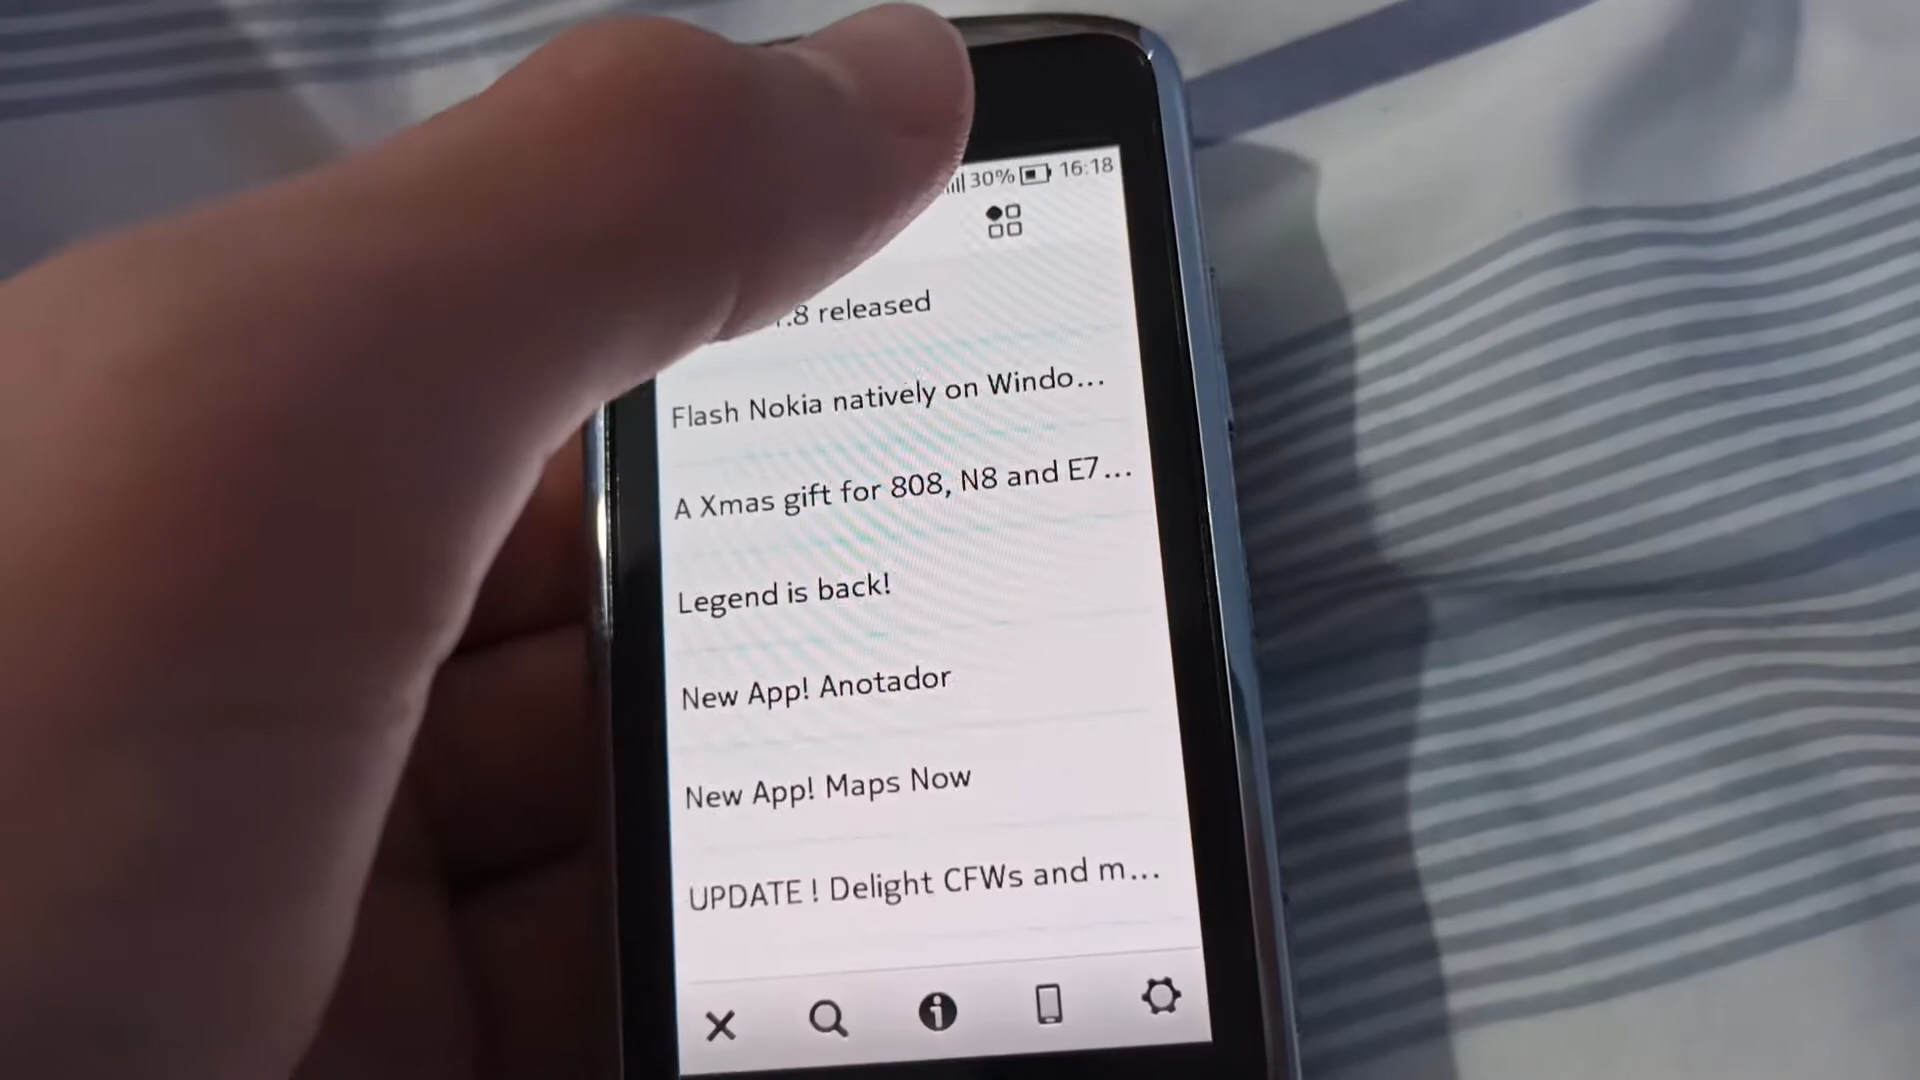 30% 16:18
.8 released
Flash Nokia natively on Windo...
A Xmas gift for 808, N8 and E7...
Legend is back!
New App! Anotador
New App! Maps Now
UPDATE ! Delight CFWs and m...